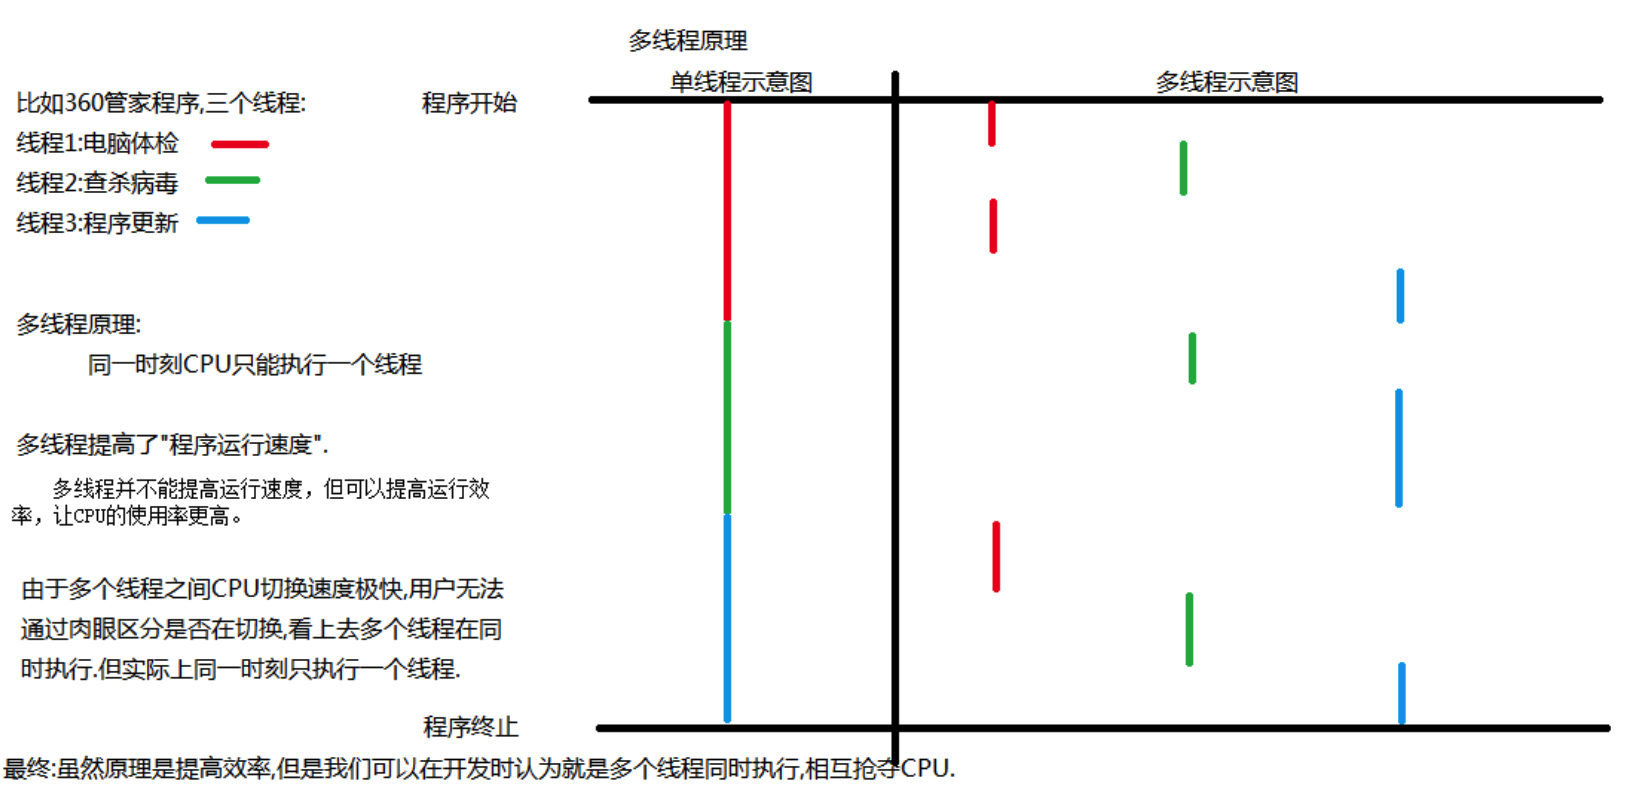 多线程原理
单线程示意图
多线程示意图
比如360管家程序,三个线程:
程序开始
线程1:电脑体检
线程2:查杀病毒
线程3:程序更新
多线程原理:
同一时刻CPU只能执行一个线程
多线程提高了"程序运行速度".
多线程并不能提高运行速度，但可以提高运行效
率，让CPU的使用率更高。
由于多个线程之间CPU切换速度极快,用户无法
通过肉眼区分是否在切换,看上去多个线程在同
时执行.但实际上同一时刻只执行一个线程.
程序终止
最终:虽然原理是提高效率,但是我们可以在开发时认为就是多个线程同时执行,相互抢夺CPU.